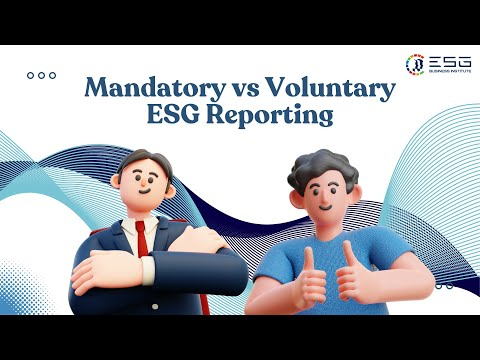 Mandatory vs Voluntary
ESG Reporting
ESG
BUSINESS INSTITUTE